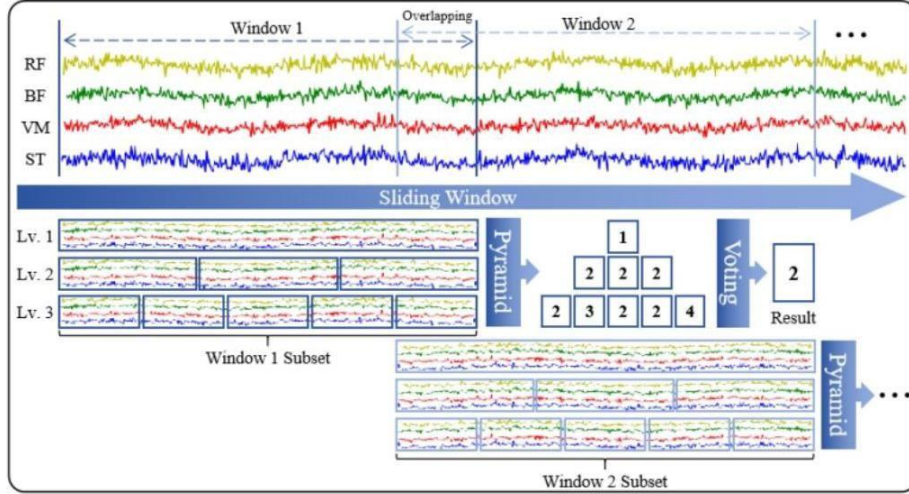 Overlapping
Window 1
Window 2
...
RF
BF
VM
ST
Sliding Window
Lv. 1
Lv. 2
Lv. 3
Pyramid
1
2 2 2
2 3 2 2 4
Voting
2
Result
Window 1 Subset
Pyramid
...
Window 2 Subset